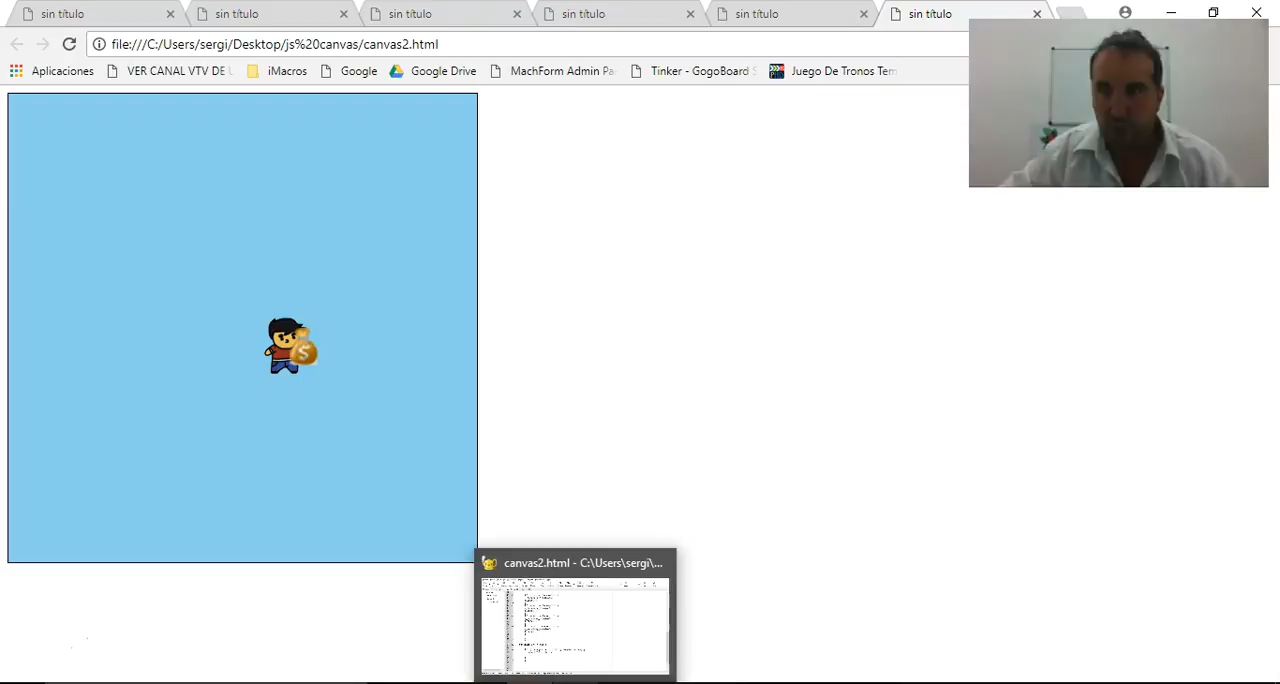 sin título
sin título
sin título
sin título
sin título
sin título
file:///C:/Users/sergi/Desktop/js%20canvas/canvas2.html
Aplicaciones VER CANAL VTV DE iMacros Google Google Drive MachForm Admin Tinker - GogoBoard Juego De Tronos
$
canvas2.html - C:\Users\sergi\...